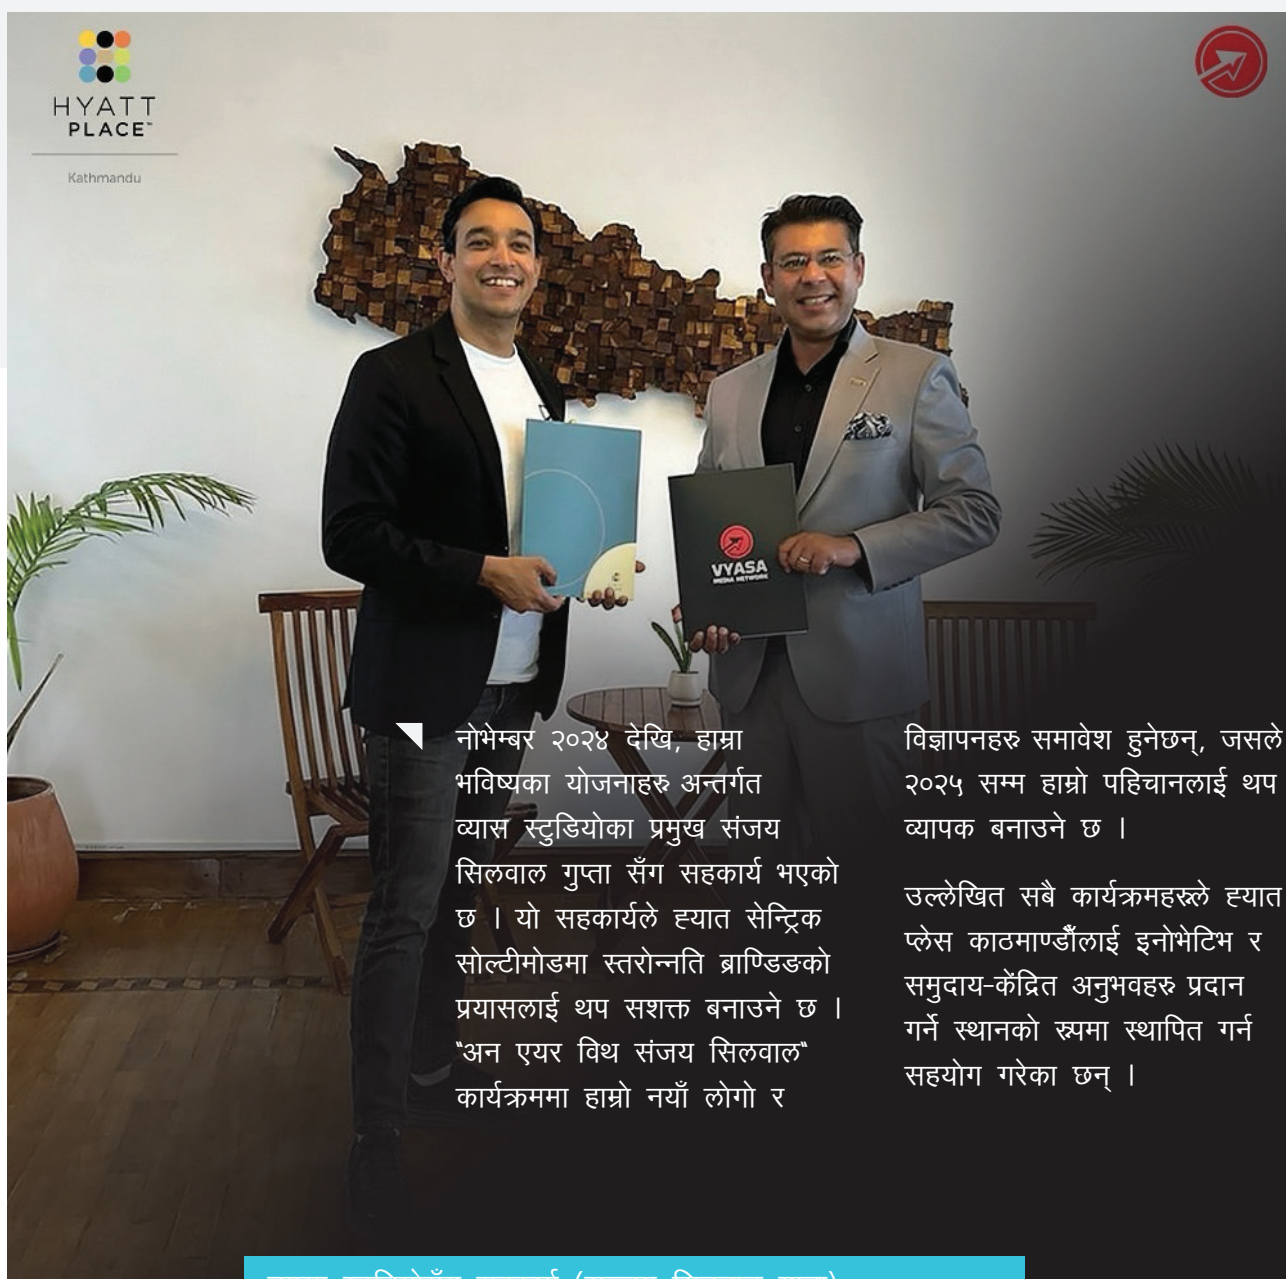 HYATT
PLACE™
Kathmandu
VYASA
MEDIA NETWORK
नोभेम्बर २०२४ देखि, हाम्रा
भविष्यका योजनाहरु अन्तर्गत
व्यास स्टुडियोका प्रमुख संजय
सिलवाल गुप्ता सँग सहकार्य भएको
छ । यो सहकार्यले ह्यात सेन्ट्रिक
सोल्टीमोडमा स्तरोन्नति ब्राण्डिङको
प्रयासलाई थप सशक्त बनाउने छ ।
“अन एयर विथ संजय सिलवाल“
कार्यक्रममा हाम्रो नयाँ लोगो र
विज्ञापनहरु समावेश हुनेछन्, जसले
२०२५ सम्म हाम्रो पहिचानलाई थप
व्यापक बनाउने छ ।
उल्लेखित सबै कार्यक्रमहरुले ह्यात
प्लेस काठमाण्डौँलाई इनोभेटिभ र
समुदाय-केंद्रित अनुभवहरु प्रदान
गर्ने स्थानको रुपमा स्थापित गर्न
सहयोग गरेका छन् ।